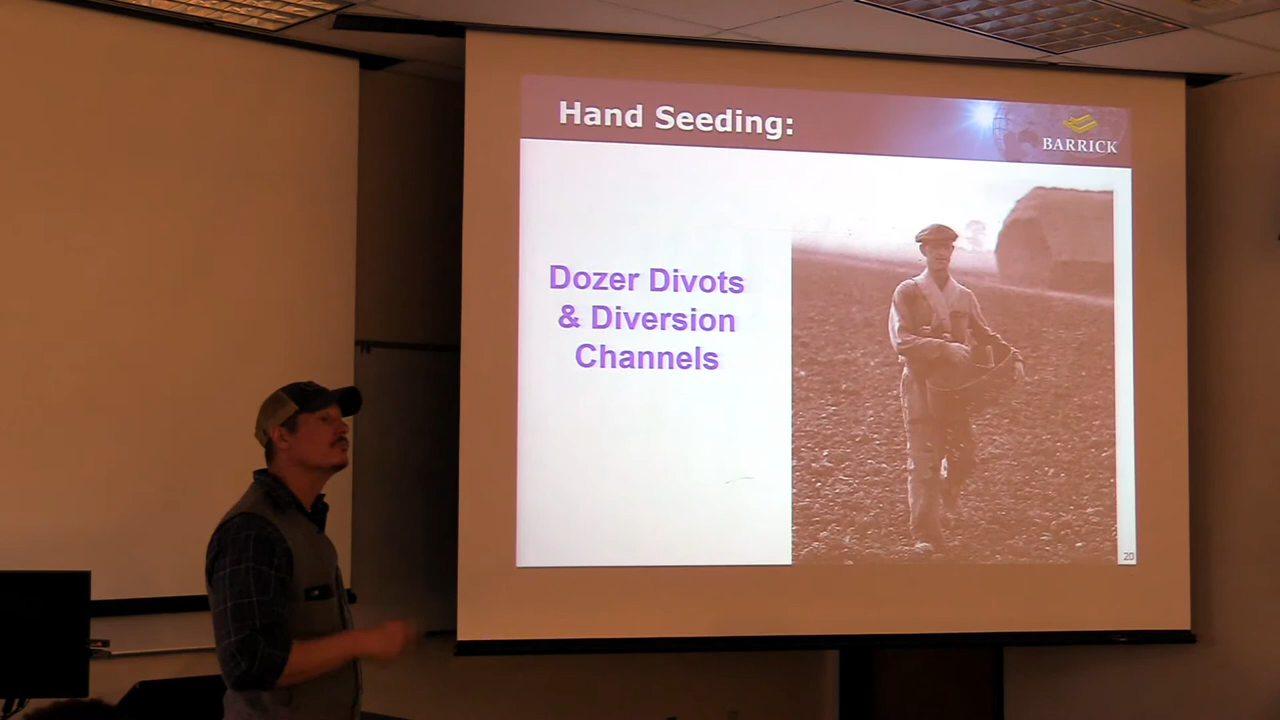 Hand Seeding:
BARRICK
Dozer Divots
& Diversion
Channels
20